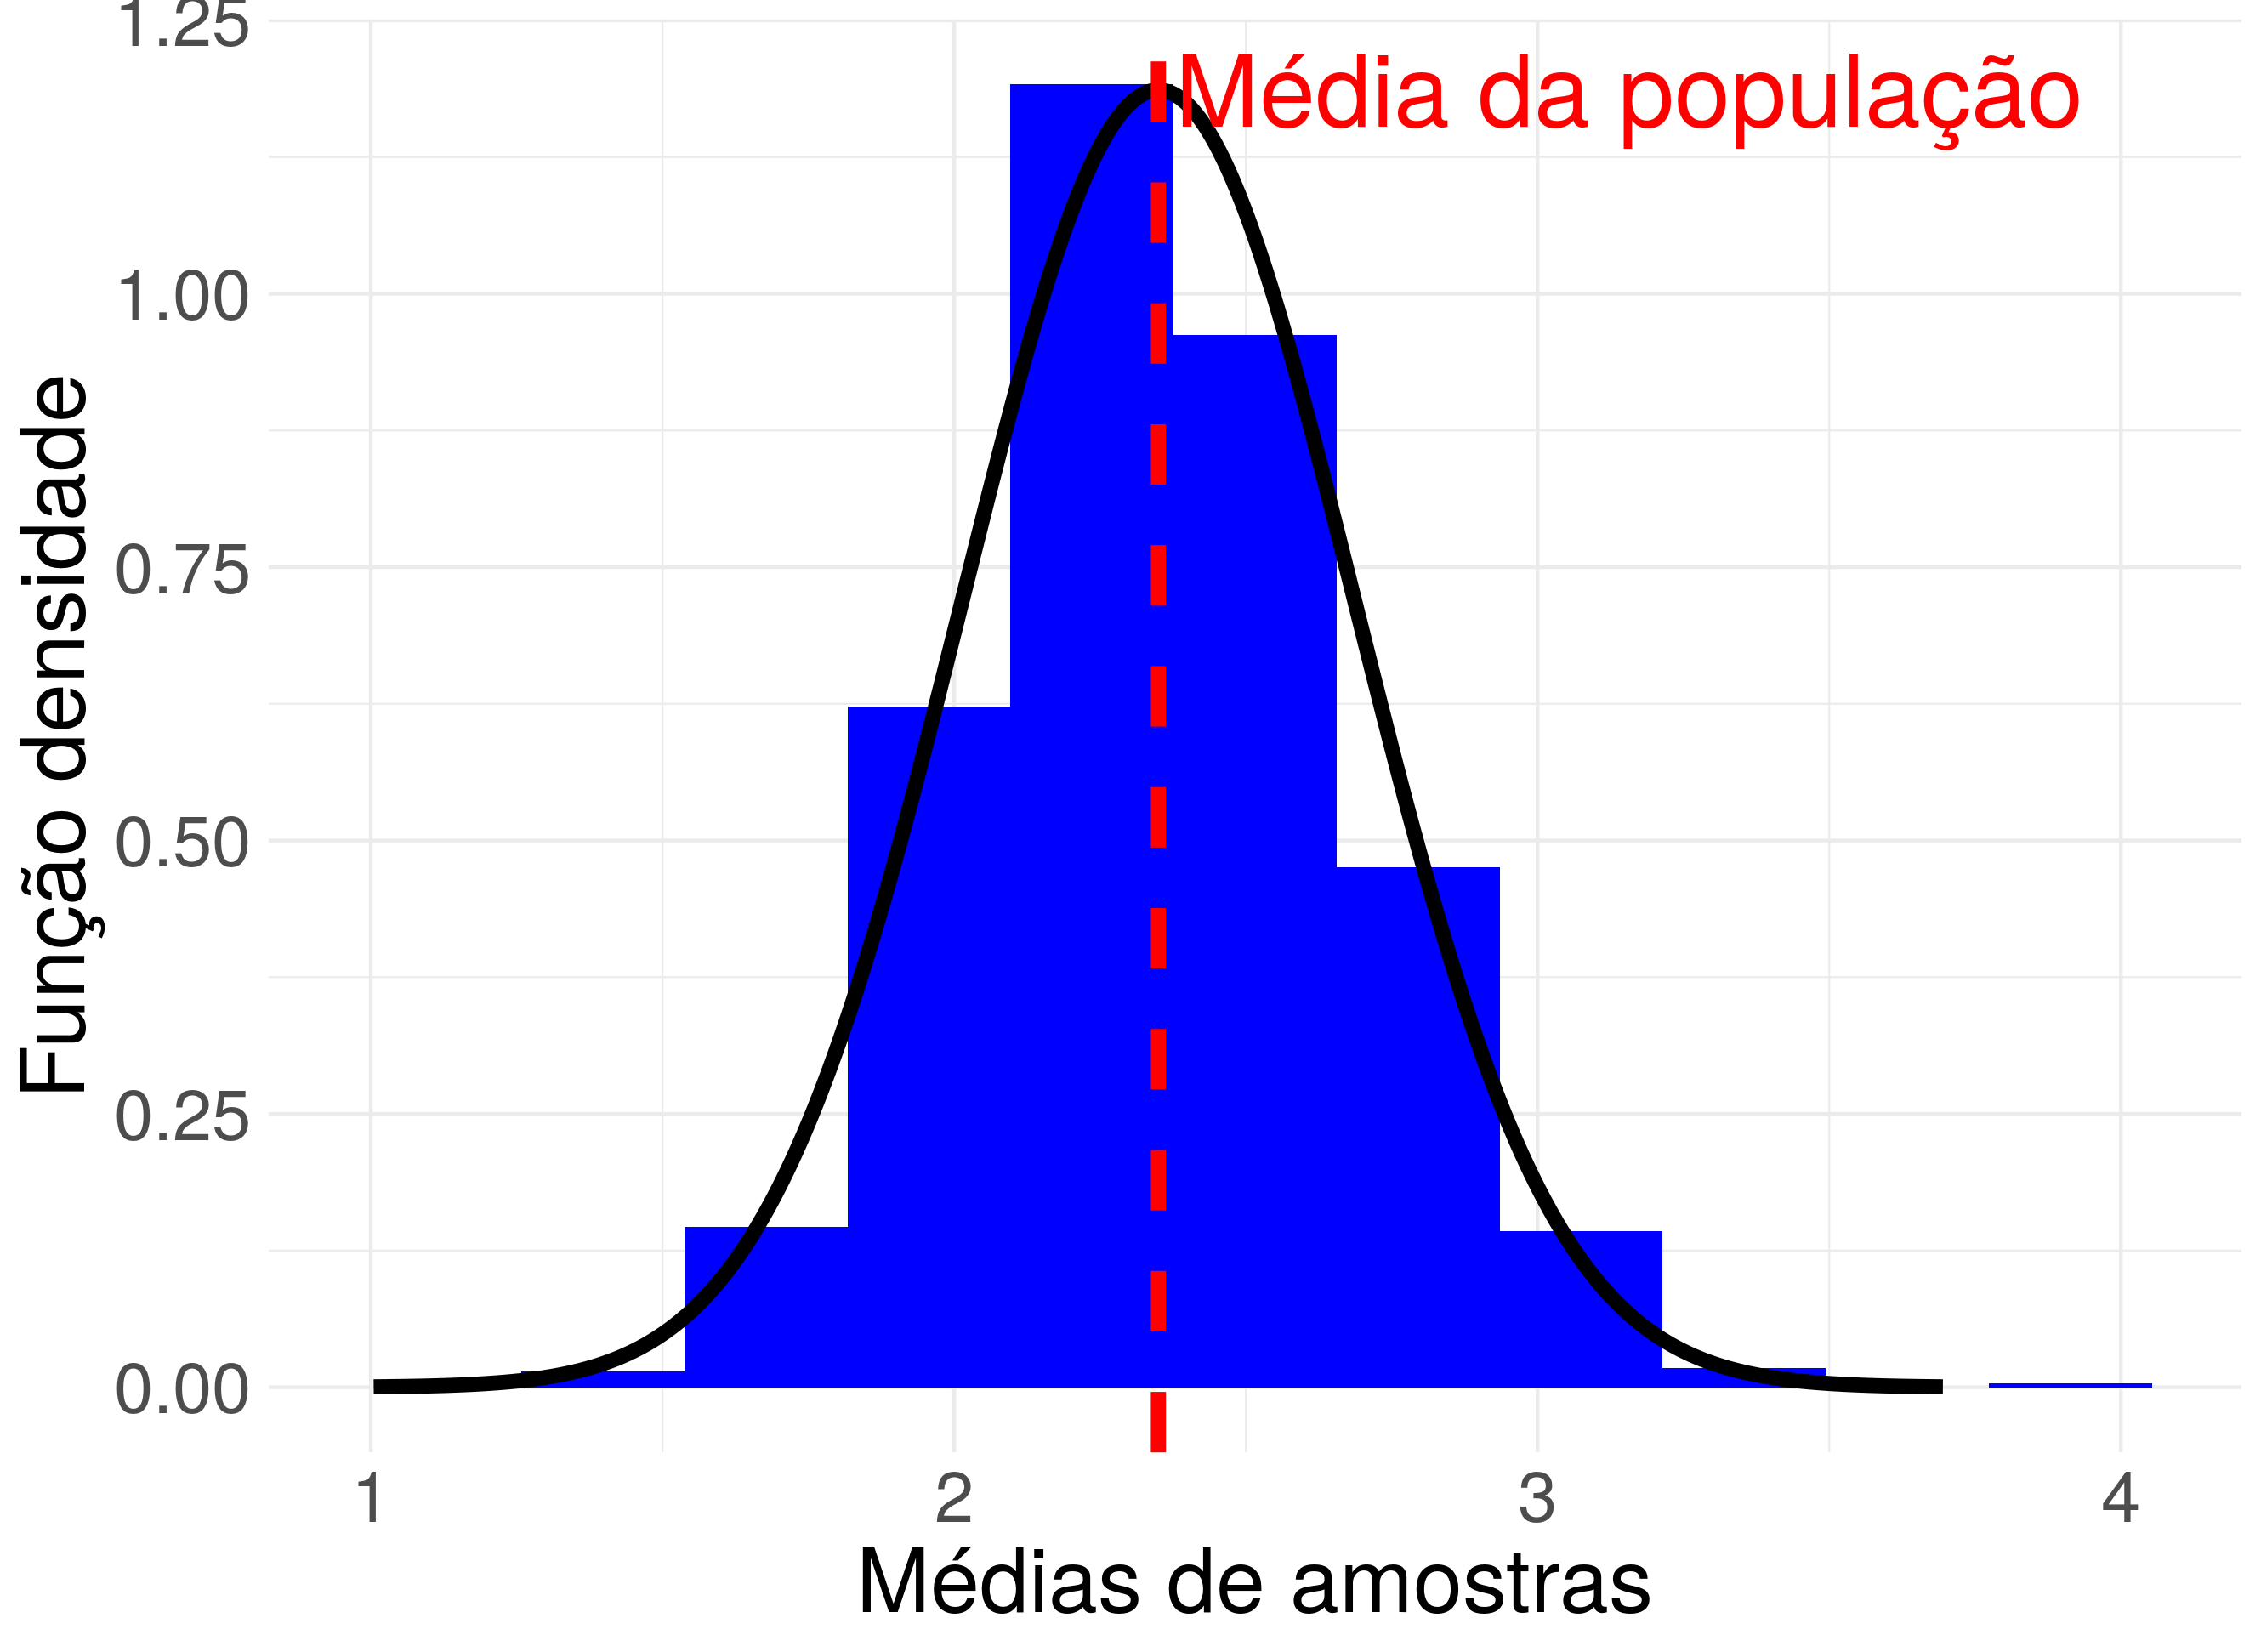 Média da população
Função densidade
1.25
1.00
0.75
0.50
0.25
0.00
1 2 3 4
Médias de amostras